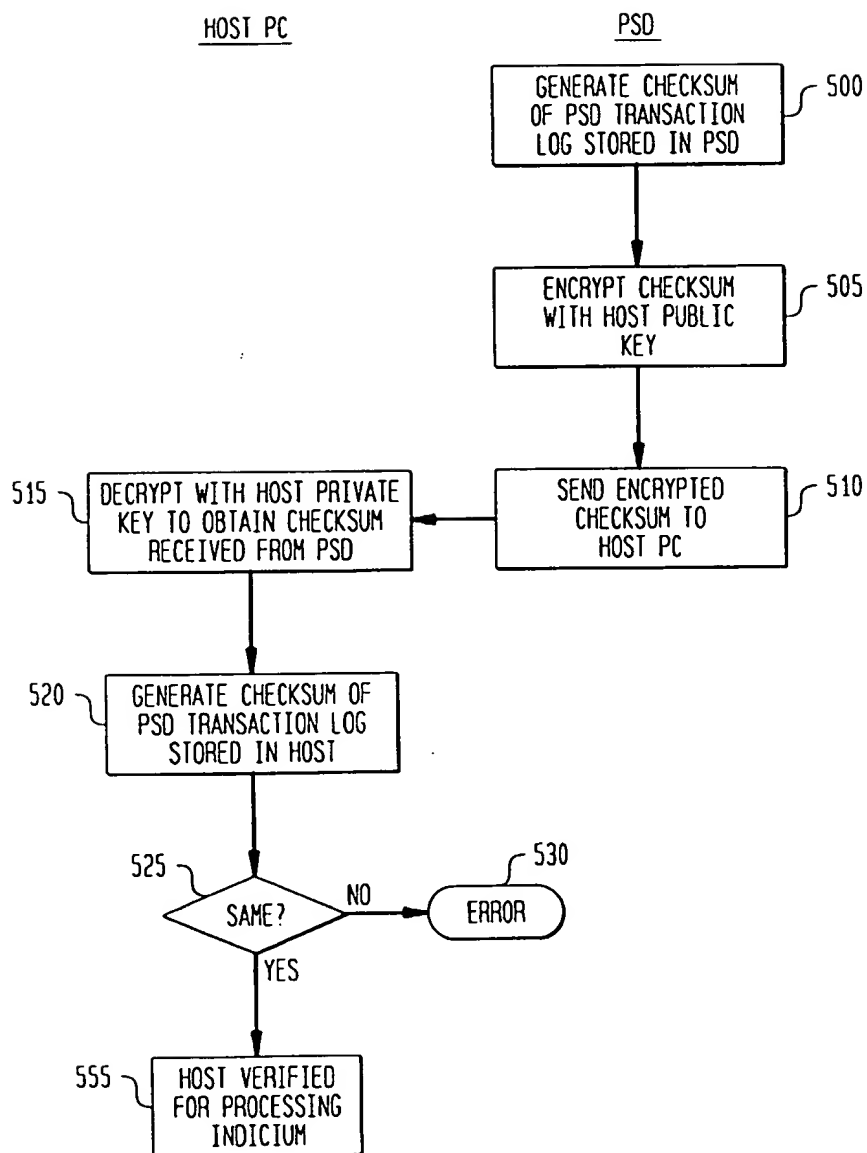 HOST PC
PSD
GENERATE CHECKSUM
OF PSD TRANSACTION
LOG STORED IN PSD
500
ENCRYPT CHECKSUM
WITH HOST PUBLIC
KEY
505
SEND ENCRYPTED
CHECKSUM TO
HOST PC
510
515
DECRYPT WITH HOST PRIVATE
KEY TO OBTAIN CHECKSUM
RECEIVED FROM PSD
520
GENERATE CHECKSUM OF
PSD TRANSACTION LOG
STORED IN HOST
525
SAME?
NO
530
ERROR
YES
555
HOST VERIFIED
FOR PROCESSING
INDICIUM